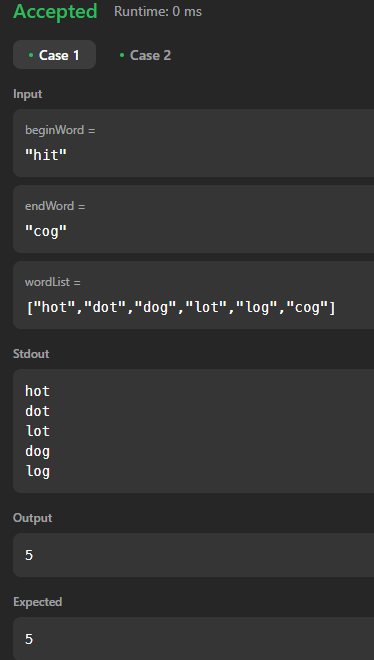 Accepted Runtime: 0 ms
• Case 1 • Case 2
Input
beginWord =
"hit"
endWord =
"cog"
wordList =
["hot","dot","dog","lot","log","cog"]
Stdout
hot
dot
lot
dog
log
Output
5
Expected
5